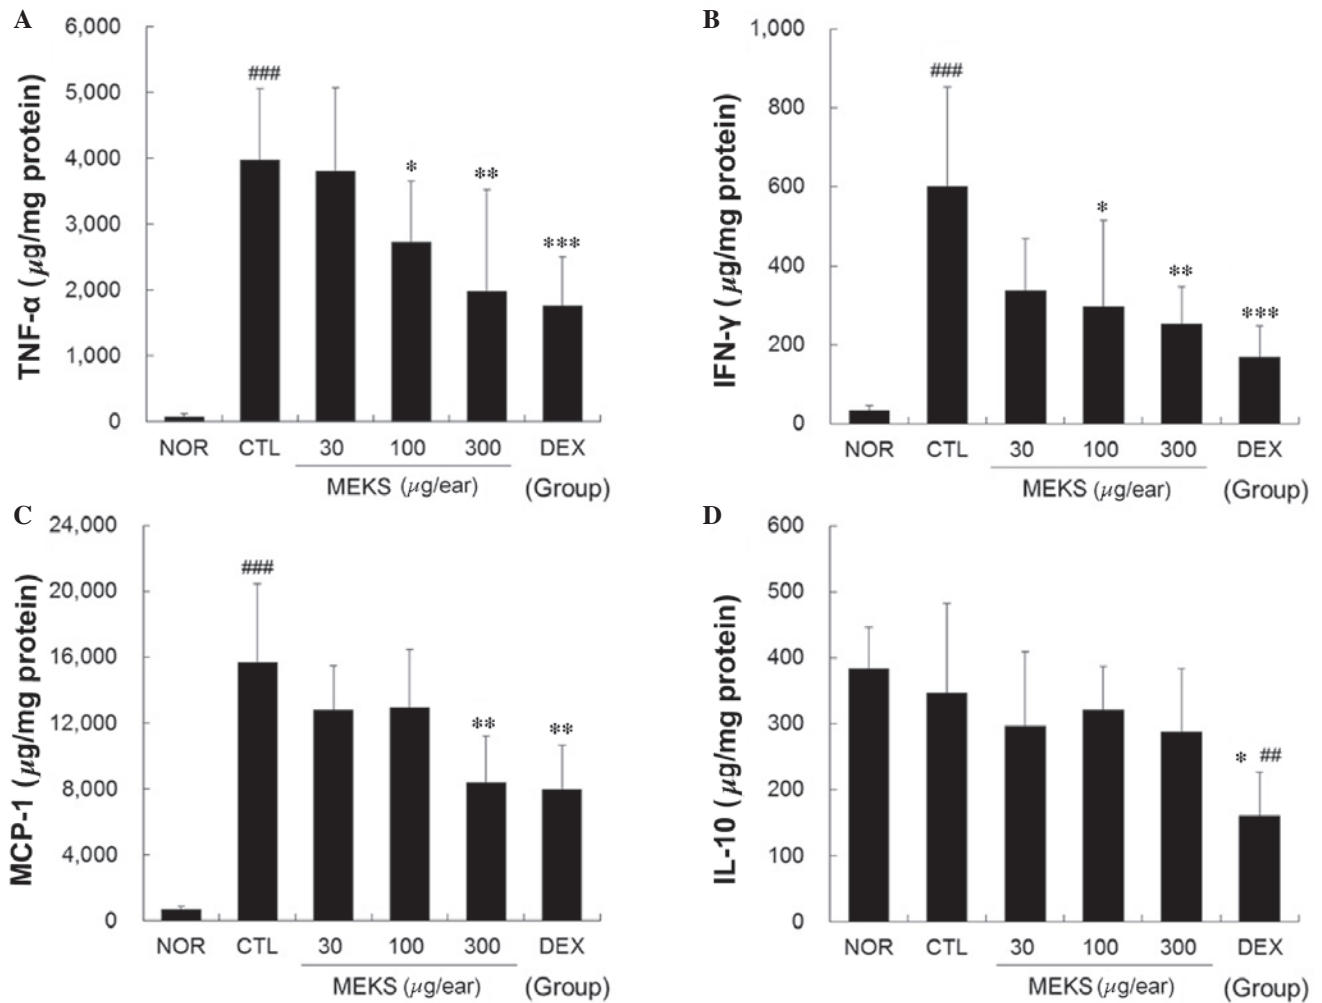 A
TNF-α (µg/mg protein)
6,000
5,000
4,000
3,000
2,000
1,000
0
###
*
**
***
NOR CTL 30 100 300 DEX
MEKS (µg/ear) (Group)
B
IFN-γ (µg/mg protein)
1,000
800
600
400
200
0
###
*
**
***
NOR CTL 30 100 300 DEX
MEKS (µg/ear) (Group)
C
MCP-1 (µg/mg protein)
24,000
20,000
16,000
12,000
8,000
4,000
0
###
**
**
NOR CTL 30 100 300 DEX
MEKS (µg/ear) (Group)
D
IL-10 (µg/mg protein)
600
500
400
300
200
100
0
* ##
NOR CTL 30 100 300 DEX
MEKS (µg/ear) (Group)